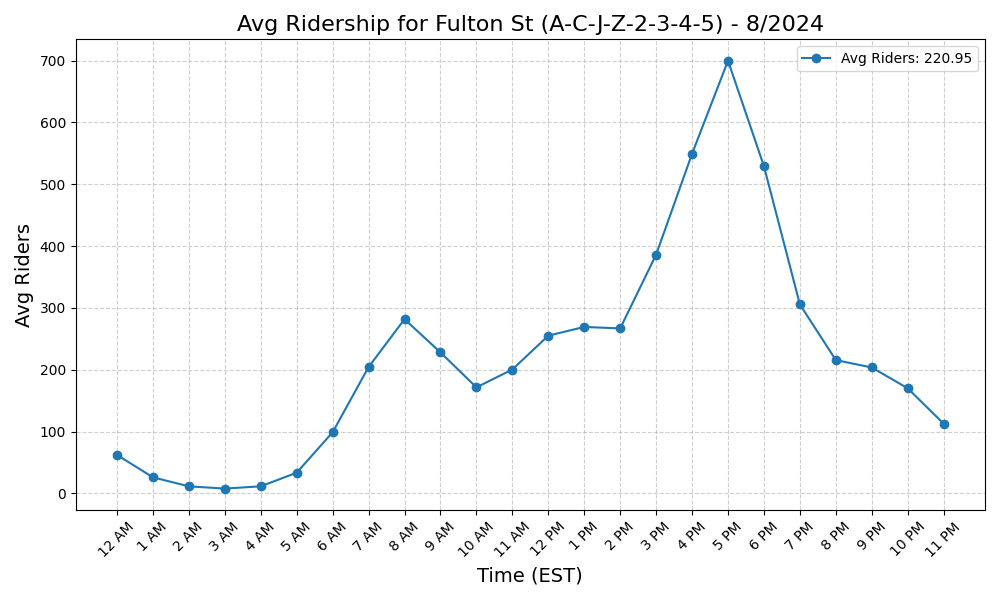 Avg Ridership for Fulton St (A-C-J-Z-2-3-4-5) - 8/2024
Avg Riders: 220.95
700
600
500
400
300
200
100
0
Avg Riders
12 AM
1 AM
2 AM
3 AM
4 AM
5 AM
6 AM
7 AM
8 AM
9 AM
10 AM
11 AM
12 PM
1 PM
2 PM
3 PM
4 PM
5 PM
6 PM
7 PM
8 PM
9 PM
10 PM
11 PM
Time (EST)